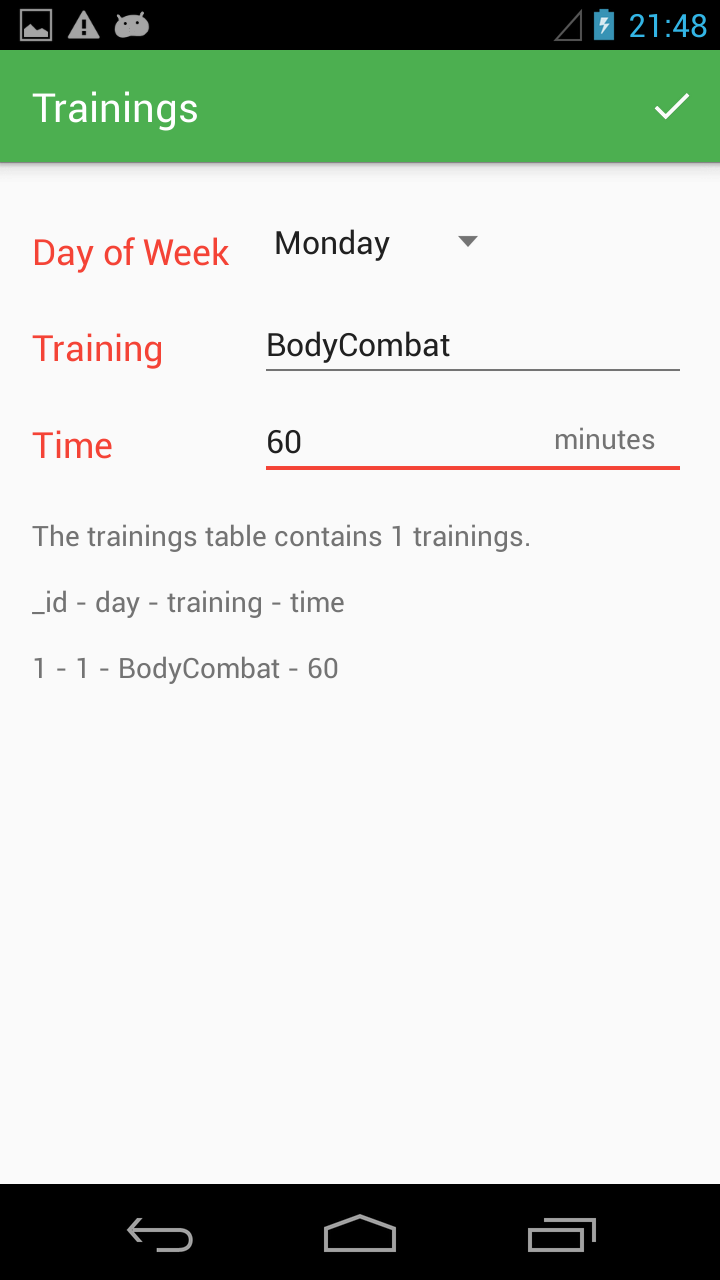 21:48
Trainings
Day of Week Monday
Training BodyCombat
Time 60 minutes
The trainings table contains 1 trainings.
_id - day - training - time
1 - 1 - BodyCombat - 60